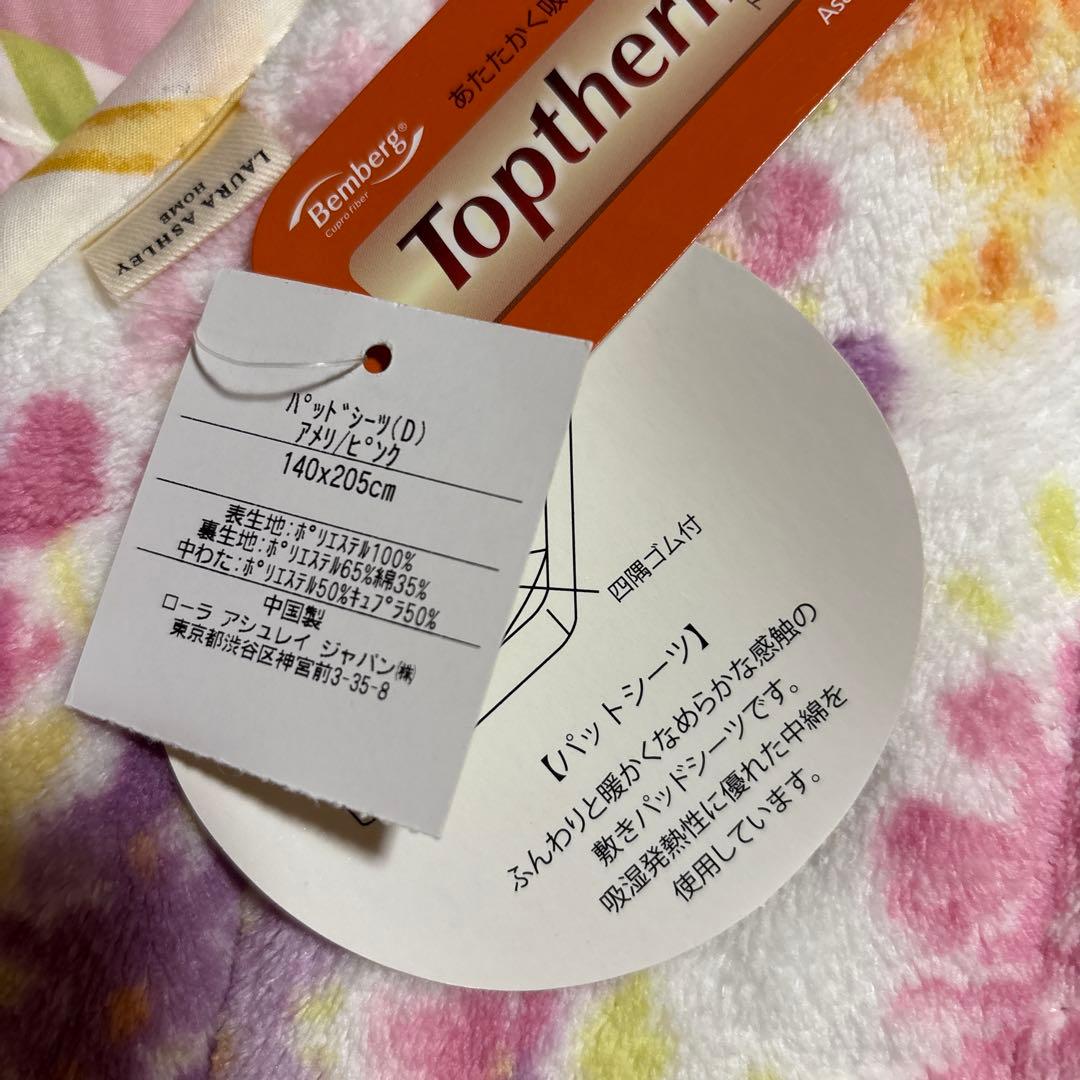 LAURA ASHLEY
HOME
Bemberg®
Cupro fiber
あたたかく吸
Toptherm
パッドシーツ(D)
アメリ/ピンク
140x205cm
表生地:ポリエステル100%
裏生地:ポリエステル65%綿35%
中わた:ポリエステル50%キュプラ50%
中国製
ローラ アシュレイ ジャパン㈱
東京都渋谷区神宮前3-35-8
四隅ゴム付
【パットシーツ】
ふんわりと暖かくなめらかな感触の
敷きパッドシーツです。
吸湿発熱性に優れた中綿を
使用しています。